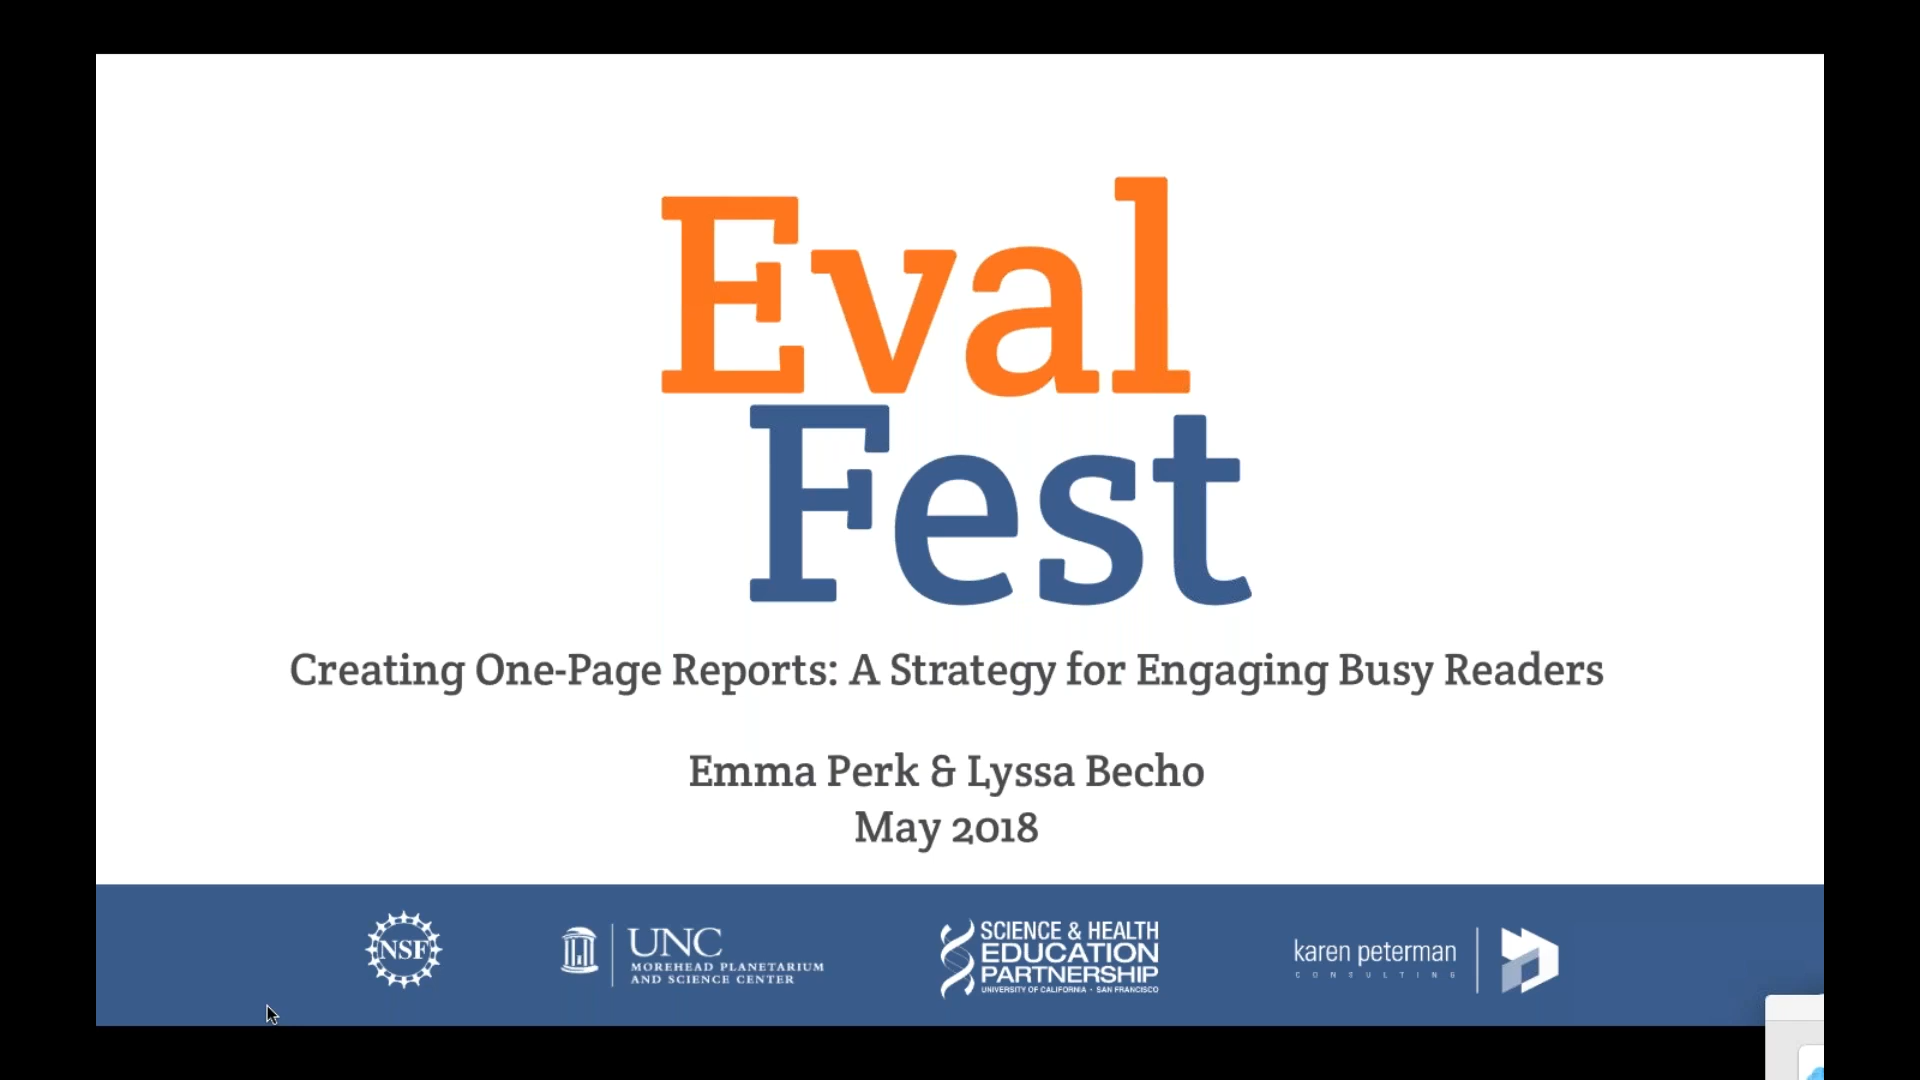 Eval
Fest
Creating One-Page Reports: A Strategy for Engaging Busy Readers
Emma Perk & Lyssa Becho
May 2018
NSF
UNC
MOREHEAD PLANETARIUM
AND SCIENCE CENTER
SCIENCE & HEALTH
EDUCATION
PARTNERSHIP
UNIVERSITY OF CALIFORNIA • SAN FRANCISCO
karen peterman
CONSULTING